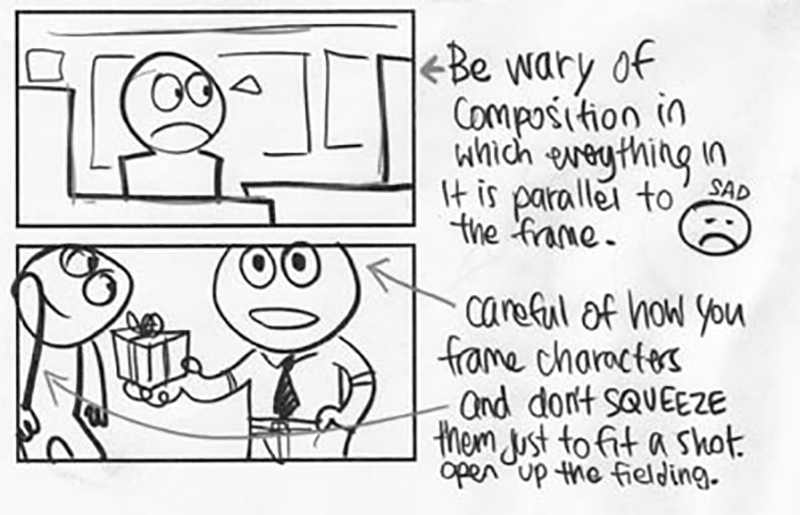 Be wary of
composition in
which everything in
it is parallel to
the frame.
SAD
careful of how you
frame characters
and don't SQUEEZE
them just to fit a shot.
open up the fielding.